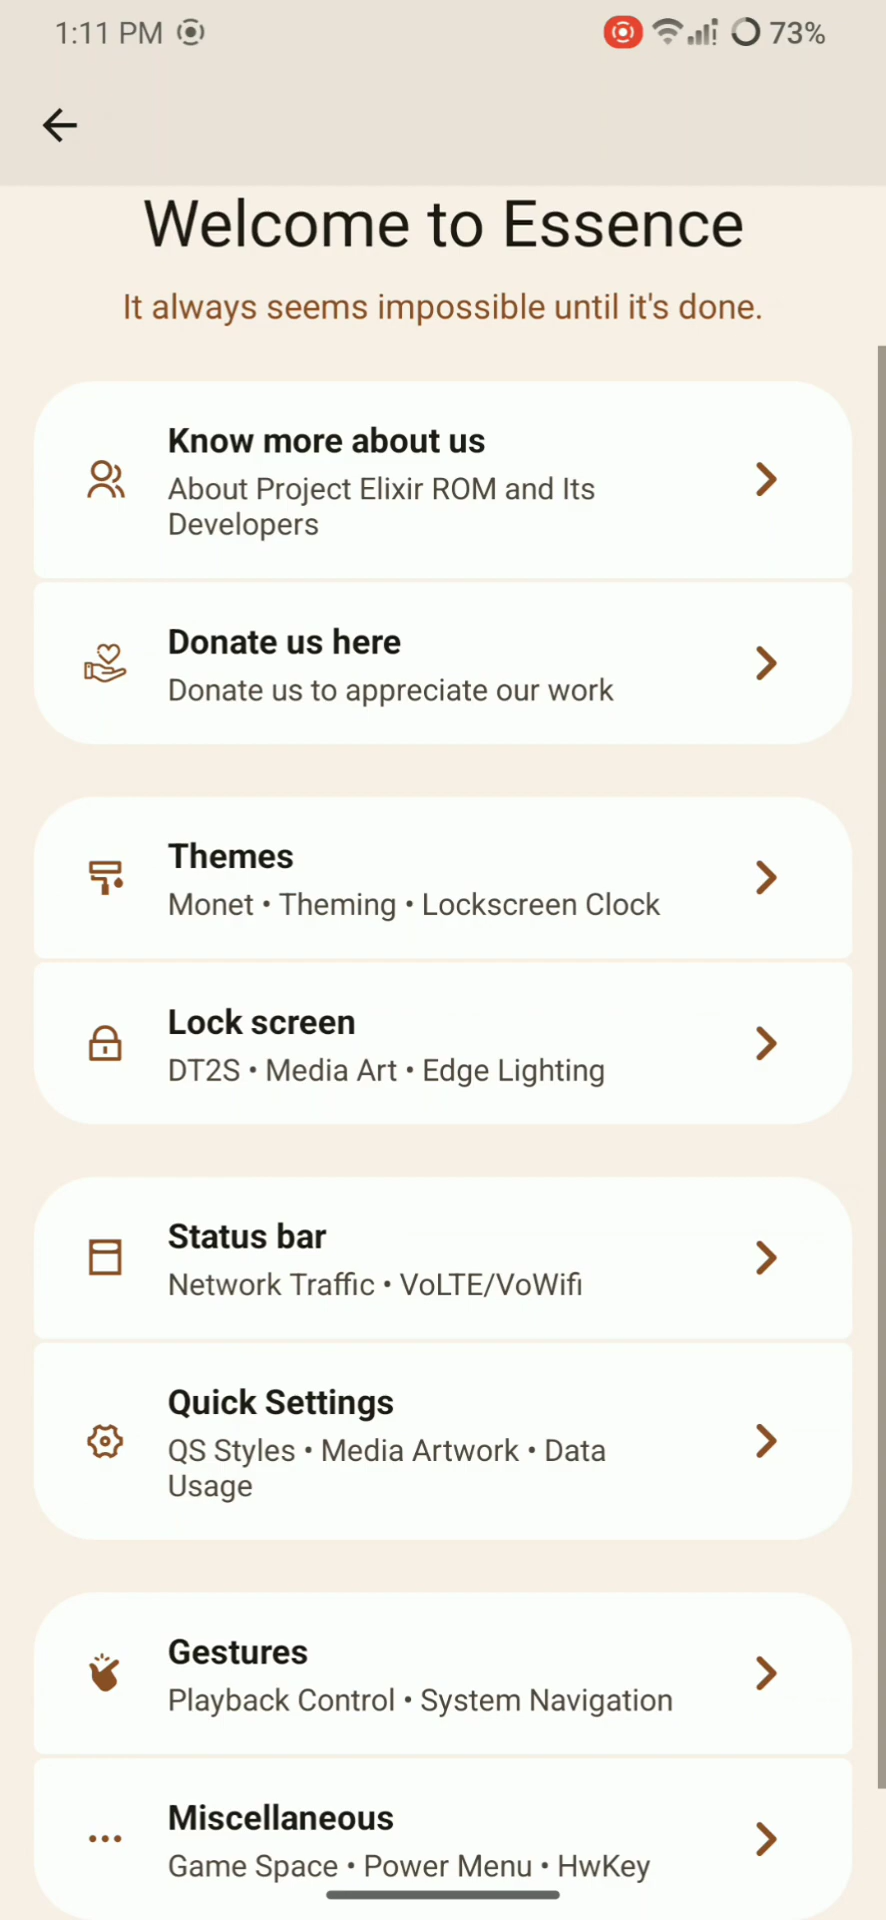 1:11 PM 73%
Welcome to Essence
It always seems impossible until it's done.
Know more about us
About Project Elixir ROM and Its
Developers
Donate us here
Donate us to appreciate our work
Themes
Monet • Theming • Lockscreen Clock
Lock screen
DT2S • Media Art • Edge Lighting
Status bar
Network Traffic • VoLTE/VoWifi
Quick Settings
QS Styles • Media Artwork • Data
Usage
Gestures
Playback Control • System Navigation
Miscellaneous
Game Space • Power Menu • HwKey